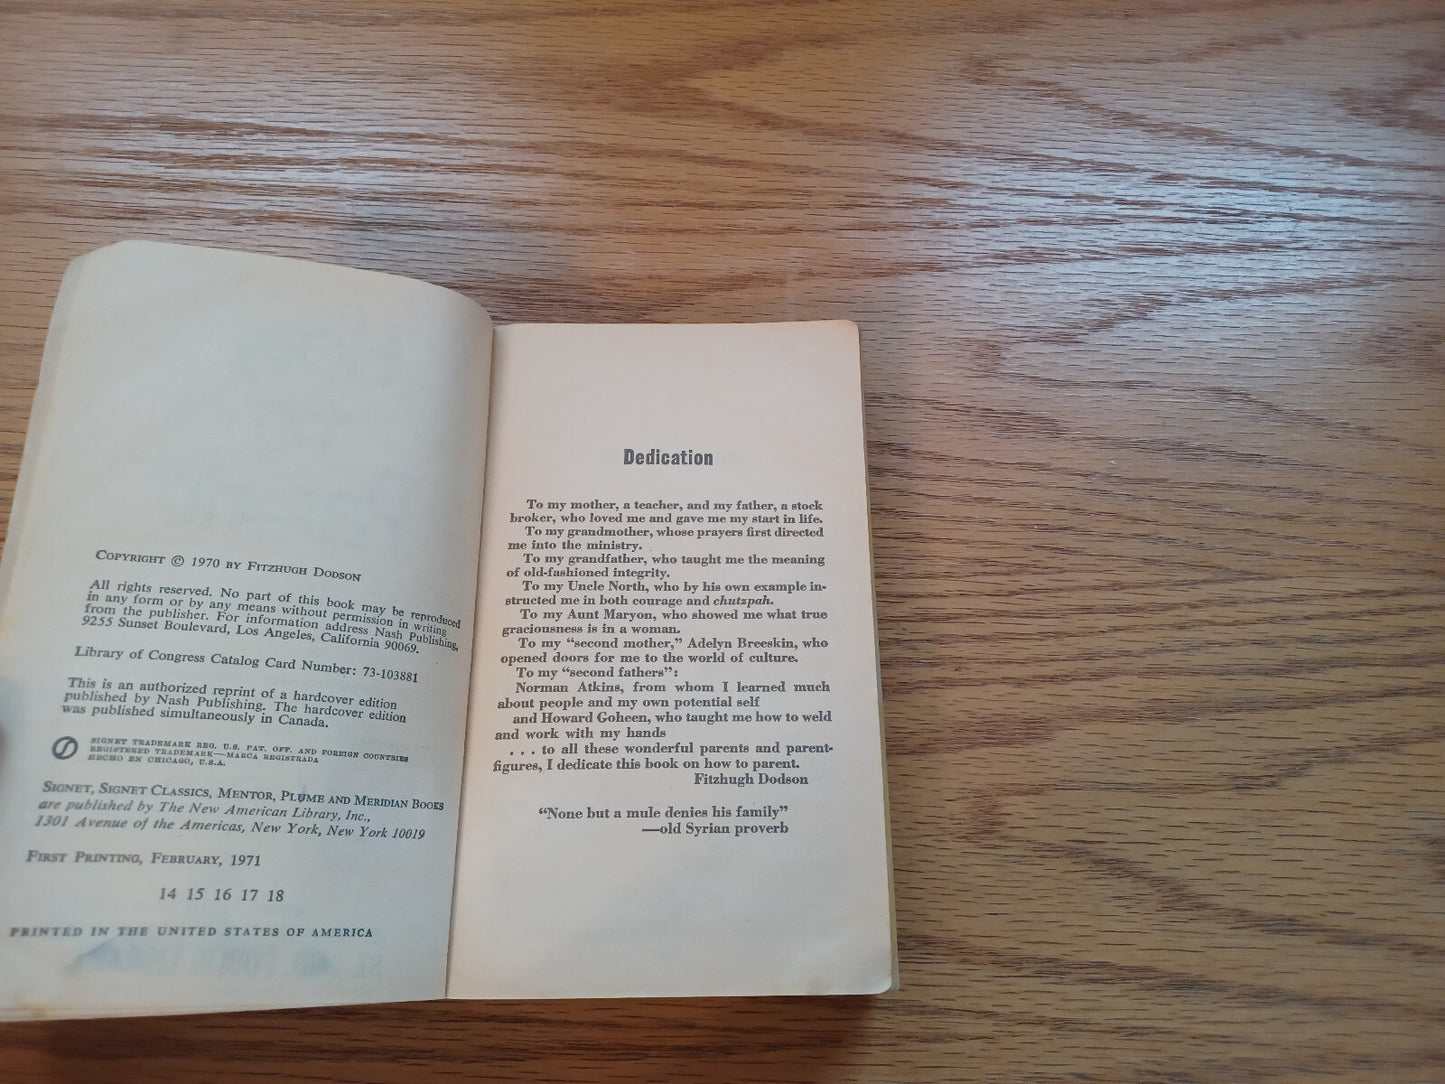 COPYRIGHT © 1970 BY FITZHUGH DODSON
All rights reserved. No part of this book may be reproduced
in any form or by any means without permission in writing
from the publisher. For information address Nash Publishing,
9255 Sunset Boulevard, Los Angeles, California 90069.
Library of Congress Catalog Card Number: 73-103881
This is an authorized reprint of a hardcover edition
published by Nash Publishing. The hardcover edition
was published simultaneously in Canada.
SIGNET TRADEMARK REG. U.S. PAT. OFF. AND FOREIGN COUNTRIES
REGISTERED TRADEMARK—MARCA REGISTRADA
HECHO EN CHICAGO, U.S.A.
SIGNET, SIGNET CLASSICS, MENTOR, PLUME AND MERIDIAN BOOKS
are published by The New American Library, Inc.,
1301 Avenue of the Americas, New York, New York 10019
FIRST PRINTING, FEBRUARY, 1971
14 15 16 17 18
PRINTED IN THE UNITED STATES OF AMERICA
Dedication
To my mother, a teacher, and my father, a stock
broker, who loved me and gave me my start in life.
To my grandmother, whose prayers first directed
me into the ministry.
To my grandfather, who taught me the meaning
of old-fashioned integrity.
To my Uncle North, who by his own example in-
structed me in both courage and chutzpah.
To my Aunt Maryon, who showed me what true
graciousness is in a woman.
To my “second mother,” Adelyn Breeskin, who
opened doors for me to the world of culture.
To my “second fathers”:
Norman Atkins, from whom I learned much
about people and my own potential self
and Howard Goheen, who taught me how to weld
and work with my hands
. . . to all these wonderful parents and parent-
figures, I dedicate this book on how to parent.
Fitzhugh Dodson
“None but a mule denies his family”
—old Syrian proverb